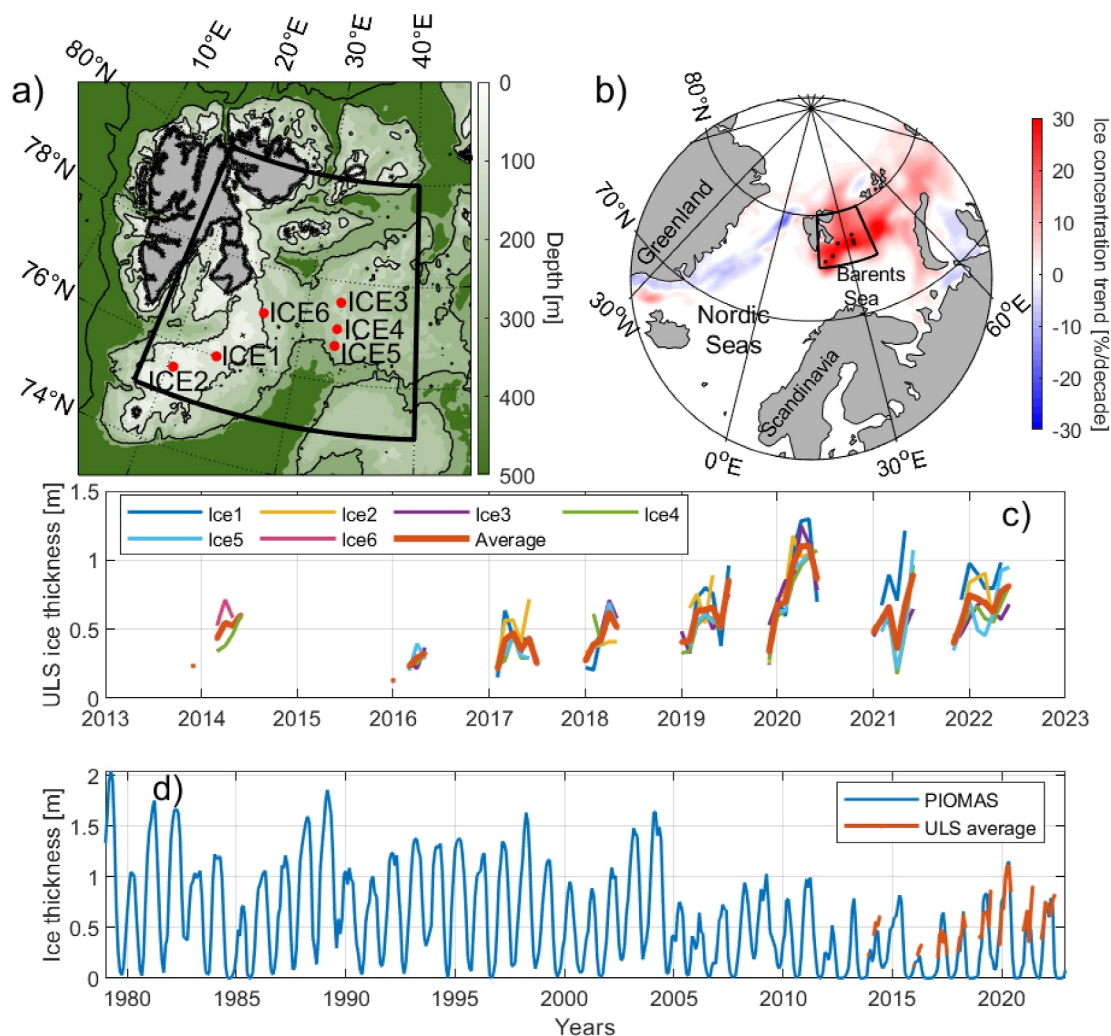 a)
80°N
10°E
20°E
30°E
40°E
78°N
76°N
74°N
ICE3
ICE6
ICE4
ICE5
ICE1
ICE2
0
100
200
300
400
500
Depth [m]
b)
80°N
70°N
30°W
0°E
30°E
60°E
Greenland
Barents
Sea
Nordic
Seas
Scandinavia
30
20
10
0
-10
-20
-30
Ice concentration trend [%/decade]
c)
ULS ice thickness [m]
1.5
1
0.5
0
Ice1 Ice2 Ice3 Ice4
Ice5 Ice6 Average
2013 2014 2015 2016 2017 2018 2019 2020 2021 2022 2023
d)
Ice thickness [m]
2
1.5
1
0.5
0
PIOMAS
ULS average
1980 1985 1990 1995 2000 2005 2010 2015 2020
Years